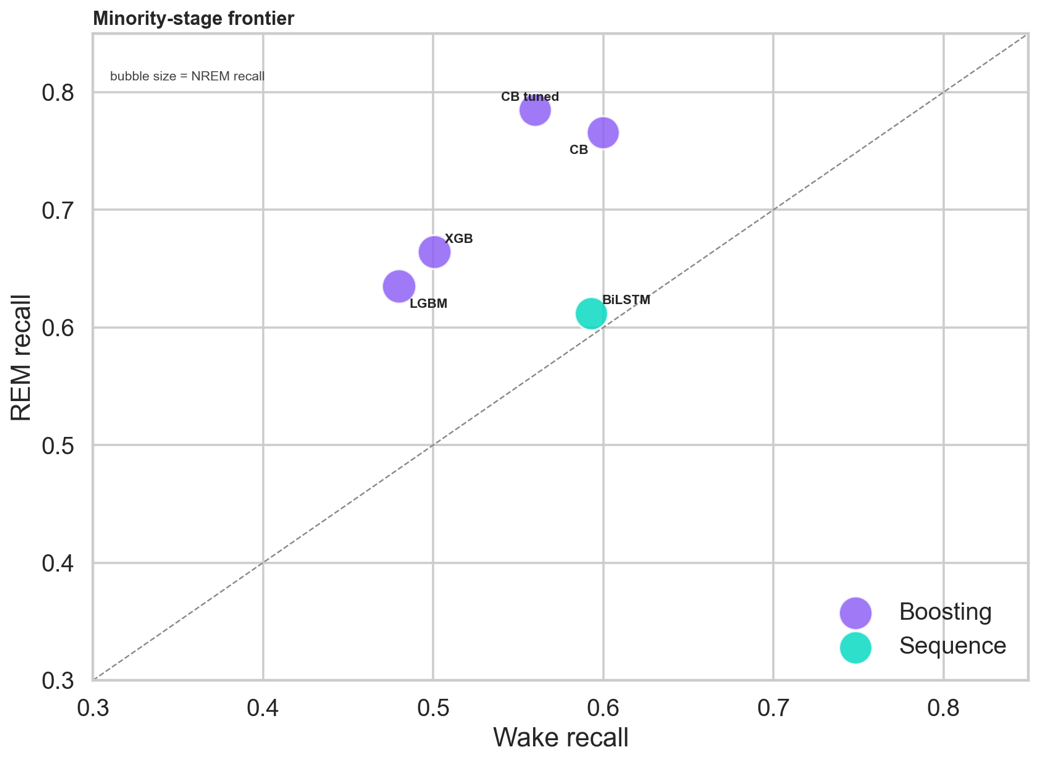 Minority-stage frontier
bubble size = NREM recall
CB tuned
CB
XGB
LGBM
BiLSTM
REM recall
0.8
0.7
0.6
0.5
0.4
0.3
0.3 0.4 0.5 0.6 0.7 0.8
Wake recall
Boosting
Sequence